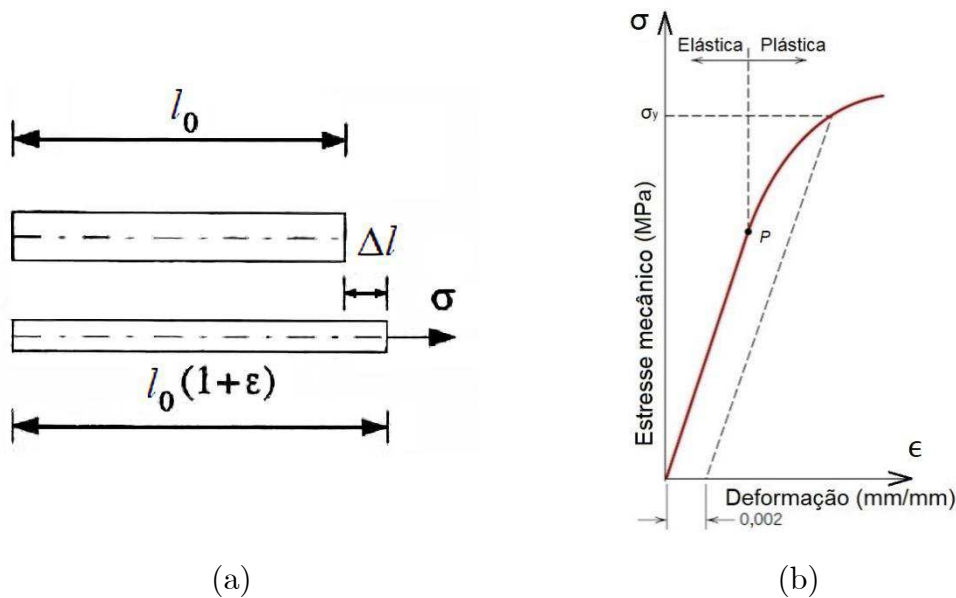 l₀
Δl
σ
l₀(1+ε)
(a)
σ
Elástica
Plástica
σy
Estresse mecânico (MPa)
P
ϵ
Deformação (mm/mm)
0,002
(b)